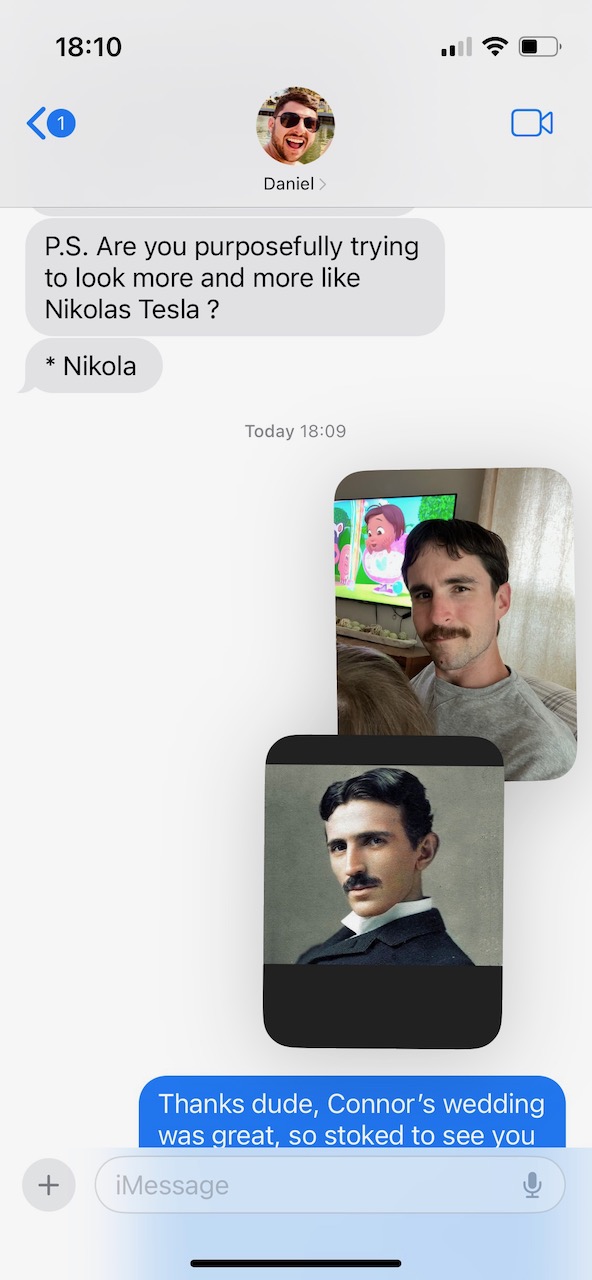 18:10
1
Daniel
P.S. Are you purposefully trying
to look more and more like
Nikolas Tesla ?
* Nikola
Today 18:09
Thanks dude, Connor’s wedding
was great, so stoked to see you
iMessage